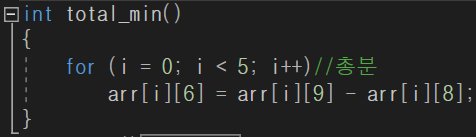 int total_min()
{
for (i = 0; i < 5; i++)//총분
arr[i][6] = arr[i][9] - arr[i][8];
}